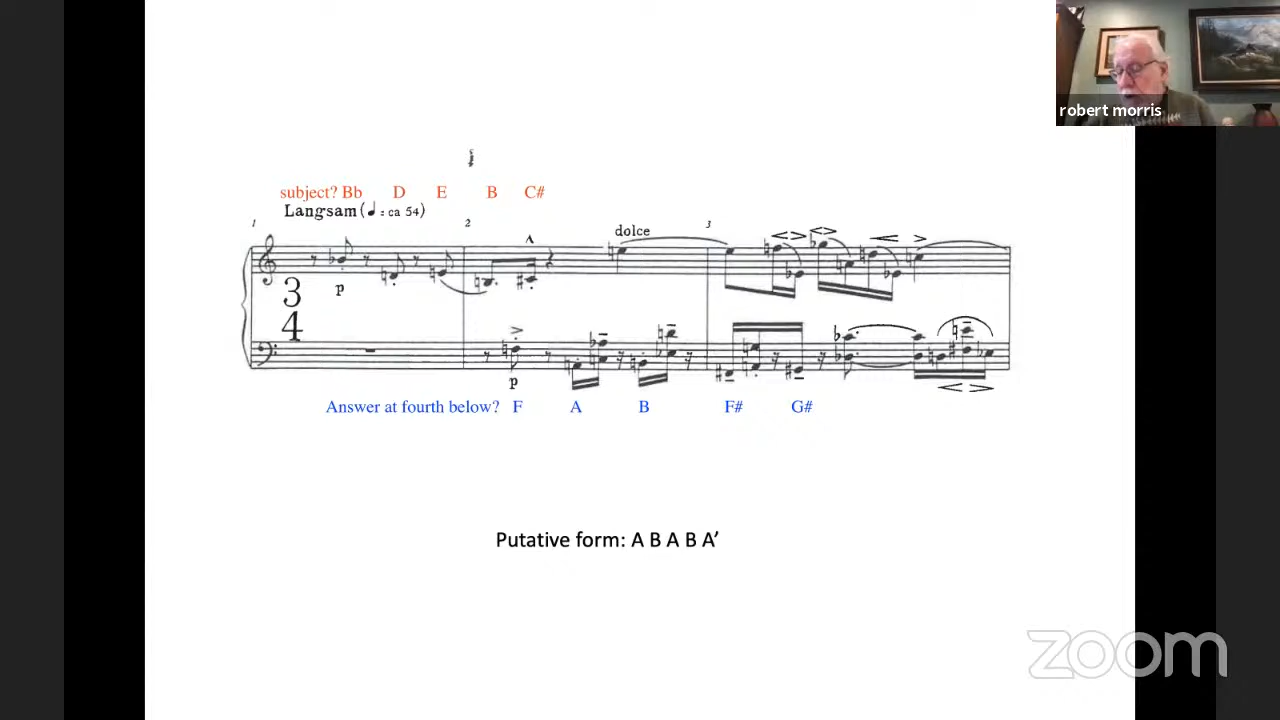 robert morris
subject? Bb D E B C#
Langsam (♩ = ca 54)
1 2 3
dolce
3
4
p
p
Answer at fourth below? F A B F# G#
Putative form: A B A B A’
zoom